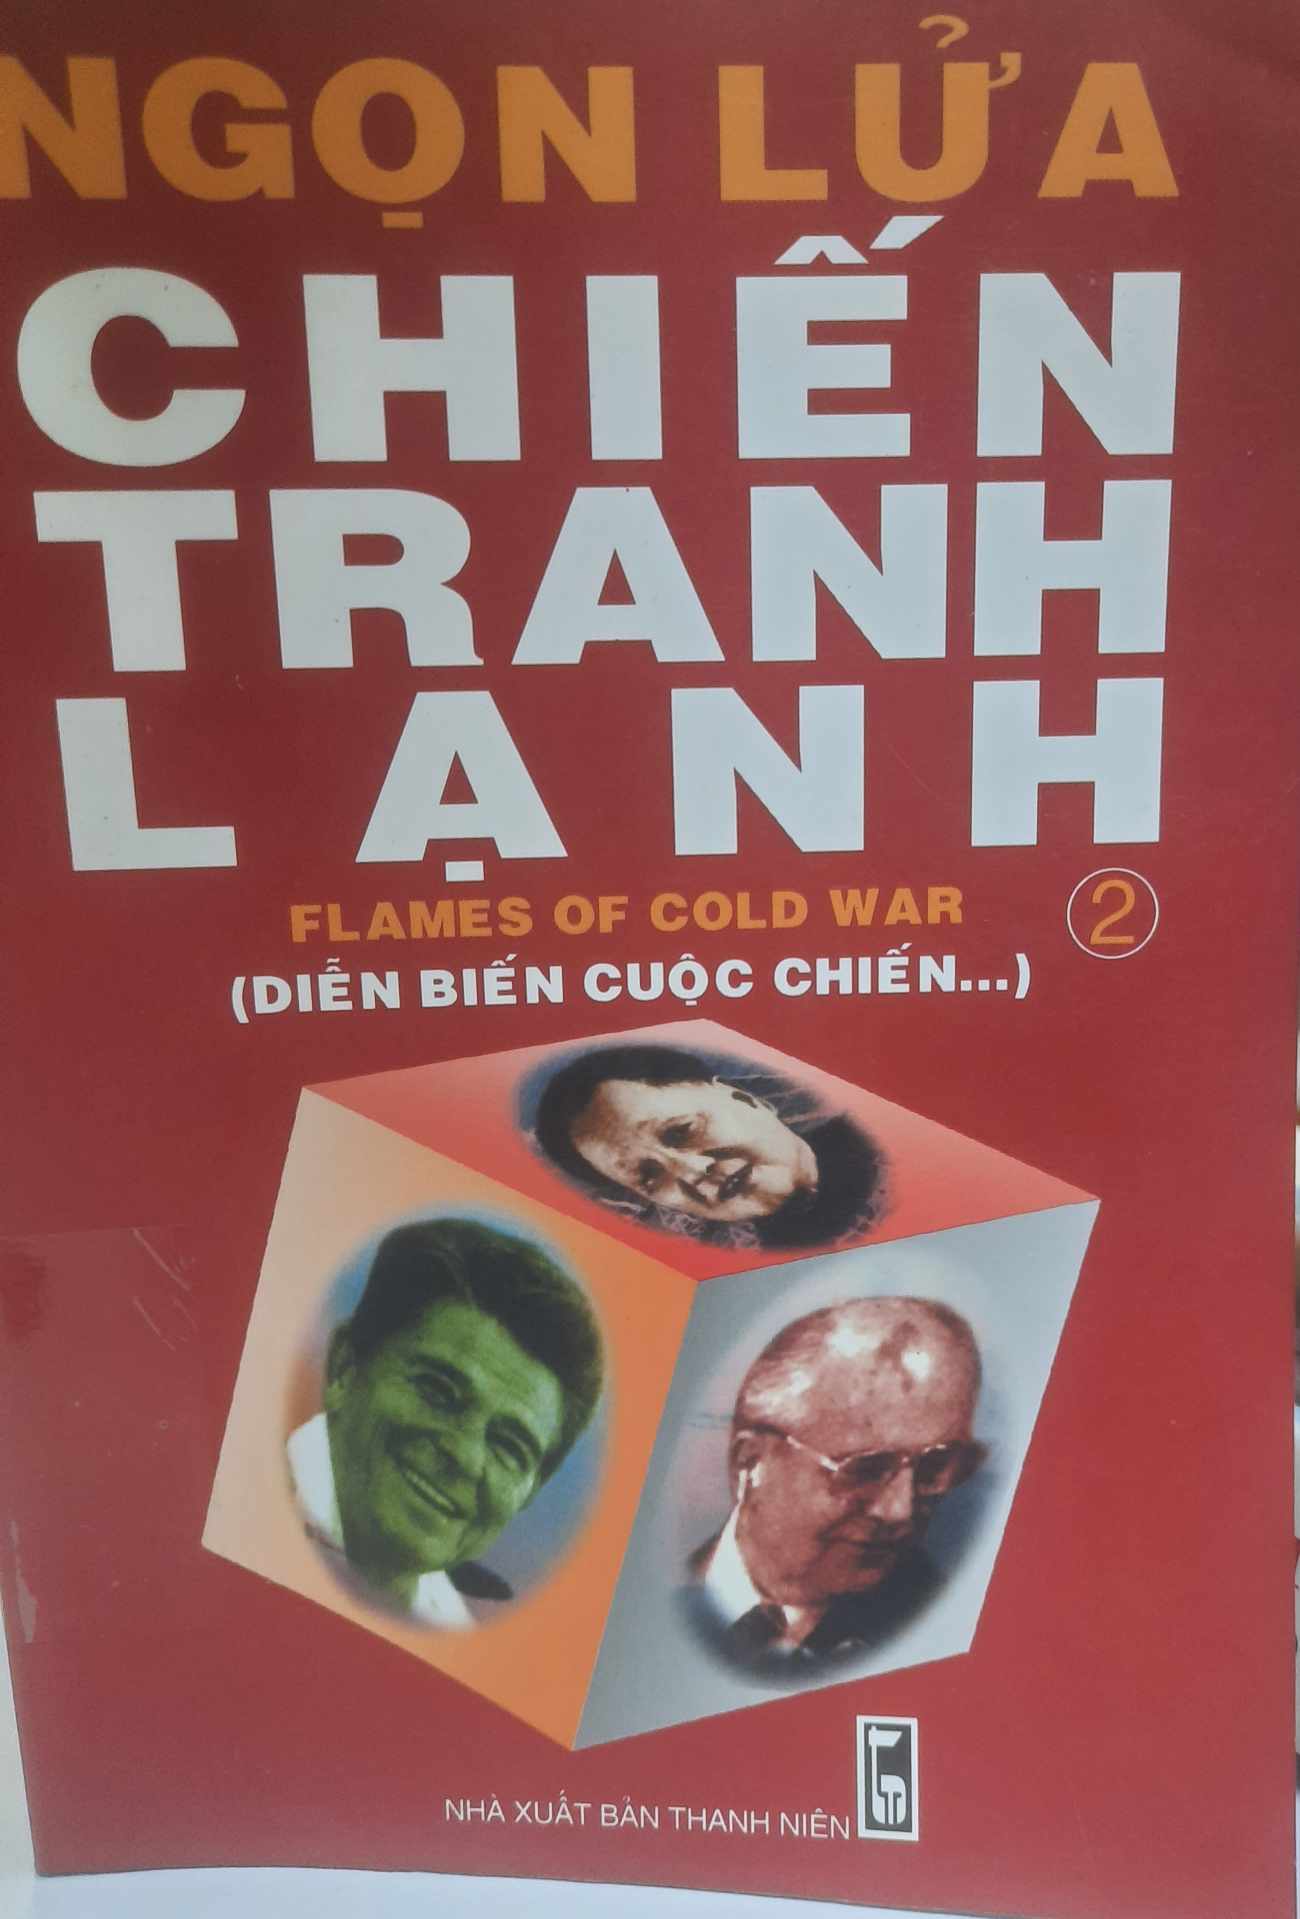 NGỌN LỬA
CHIẾN
TRANH
LẠNH
FLAMES OF COLD WAR 2
(DIỄN BIẾN CUỘC CHIẾN...)
NHÀ XUẤT BẢN THANH NIÊN